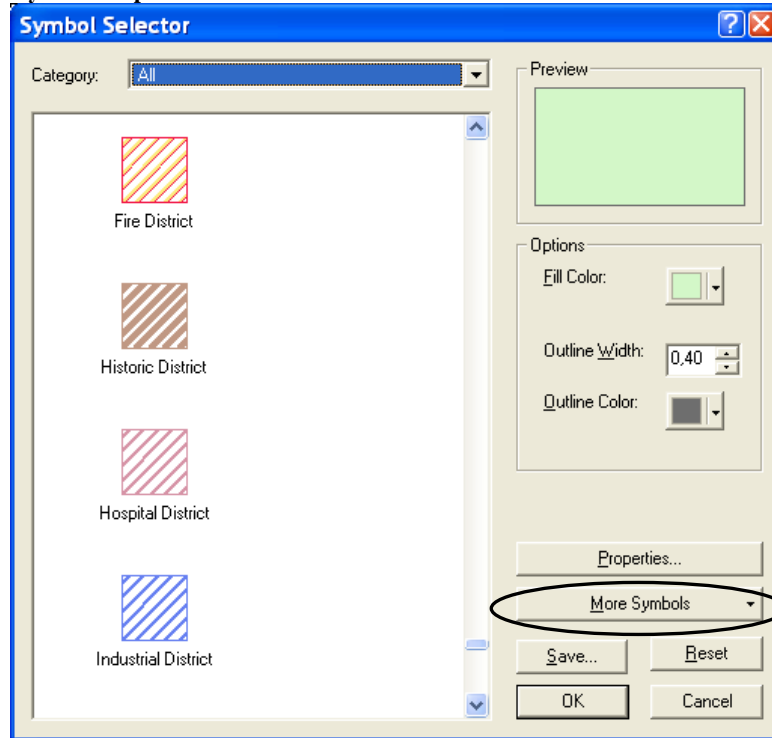 Symbol Selector
Category:
All
Fire District
Historic District
Hospital District
Industrial District
Preview
Options
Fill Color:
Outline Width:
0,40
Outline Color:
Properties...
More Symbols
Save...
Reset
OK
Cancel